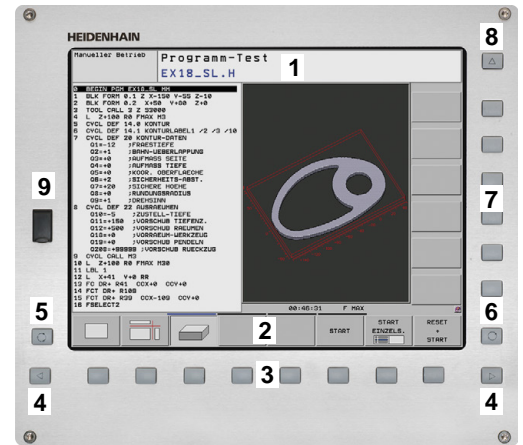 HEIDENHAIN
Manueller Betrieb
Programm-Test
EX18_SL.H
1
0 BEGIN PGM EX18_SL MM
1 BLK FORM 0.1 Z X-150 Y-55 Z-10
2 BLK FORM 0.2 X+50 Y+80 Z+0
3 TOOL CALL 3 Z S3000
4 L Z+100 R0 FMAX M3
5 CYCL DEF 14.0 KONTUR
6 CYCL DEF 14.1 KONTURLABEL1 /2 /3 /10
7 CYCL DEF 20 KONTUR-DATEN
Q1=-12 ;FRAESTIEFE
Q2=+1 ;BAHN-UEBERLAPPUNG
Q3=+0 ;AUFMASS SEITE
Q4=+0 ;AUFMASS TIEFE
Q5=+0 ;KOOR. OBERFLAECHE
Q6=+2 ;SICHERHEITS-ABST.
Q7=+20 ;SICHERE HOEHE
Q8=+0 ;RUNDUNGSRADIUS
Q9=+1 ;DREHSINN
8 CYCL DEF 22 AUSRAEUMEN
Q10=-5 ;ZUSTELL-TIEFE
Q11=+150 ;VORSCHUB TIEFENZ.
Q12=+500 ;VORSCHUB RAEUMEN
Q18=+0 ;VORRAEUM-WERKZEUG
Q19=+0 ;VORSCHUB PENDELN
Q208=+99999 ;VORSCHUB RUECKZUG
9 CYCL CALL M3
10 L Z+100 R0 FMAX M30
11 LBL 1
12 L X+41 Y+0 RR
13 FC DR+ R41 CCX+0 CCY+0
14 FCT DR+ R108
15 FCT DR+ R39 CCX-109 CCY+0
16 FSELECT2
00:46:31 F MAX
2
START
START EINZELS.
RESET + START
3
4
4
5
6
7
8
9